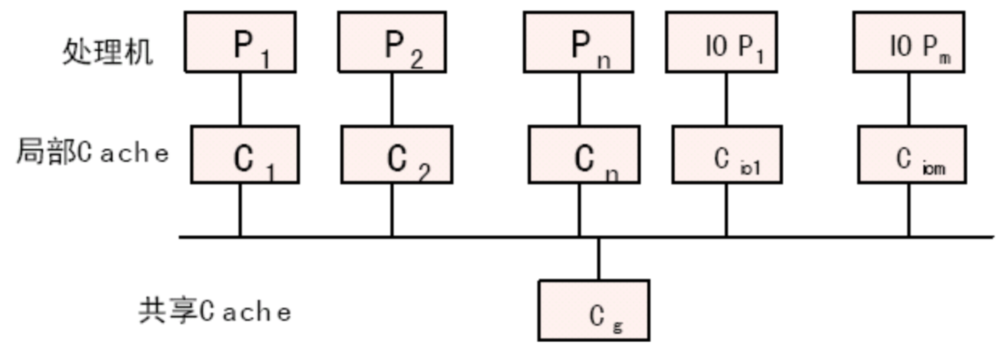 处理机 P1 P2 Pn IO P1 IO Pm
局部Cache C1 C2 Cn Cio1 Ciom
共享Cache Cg